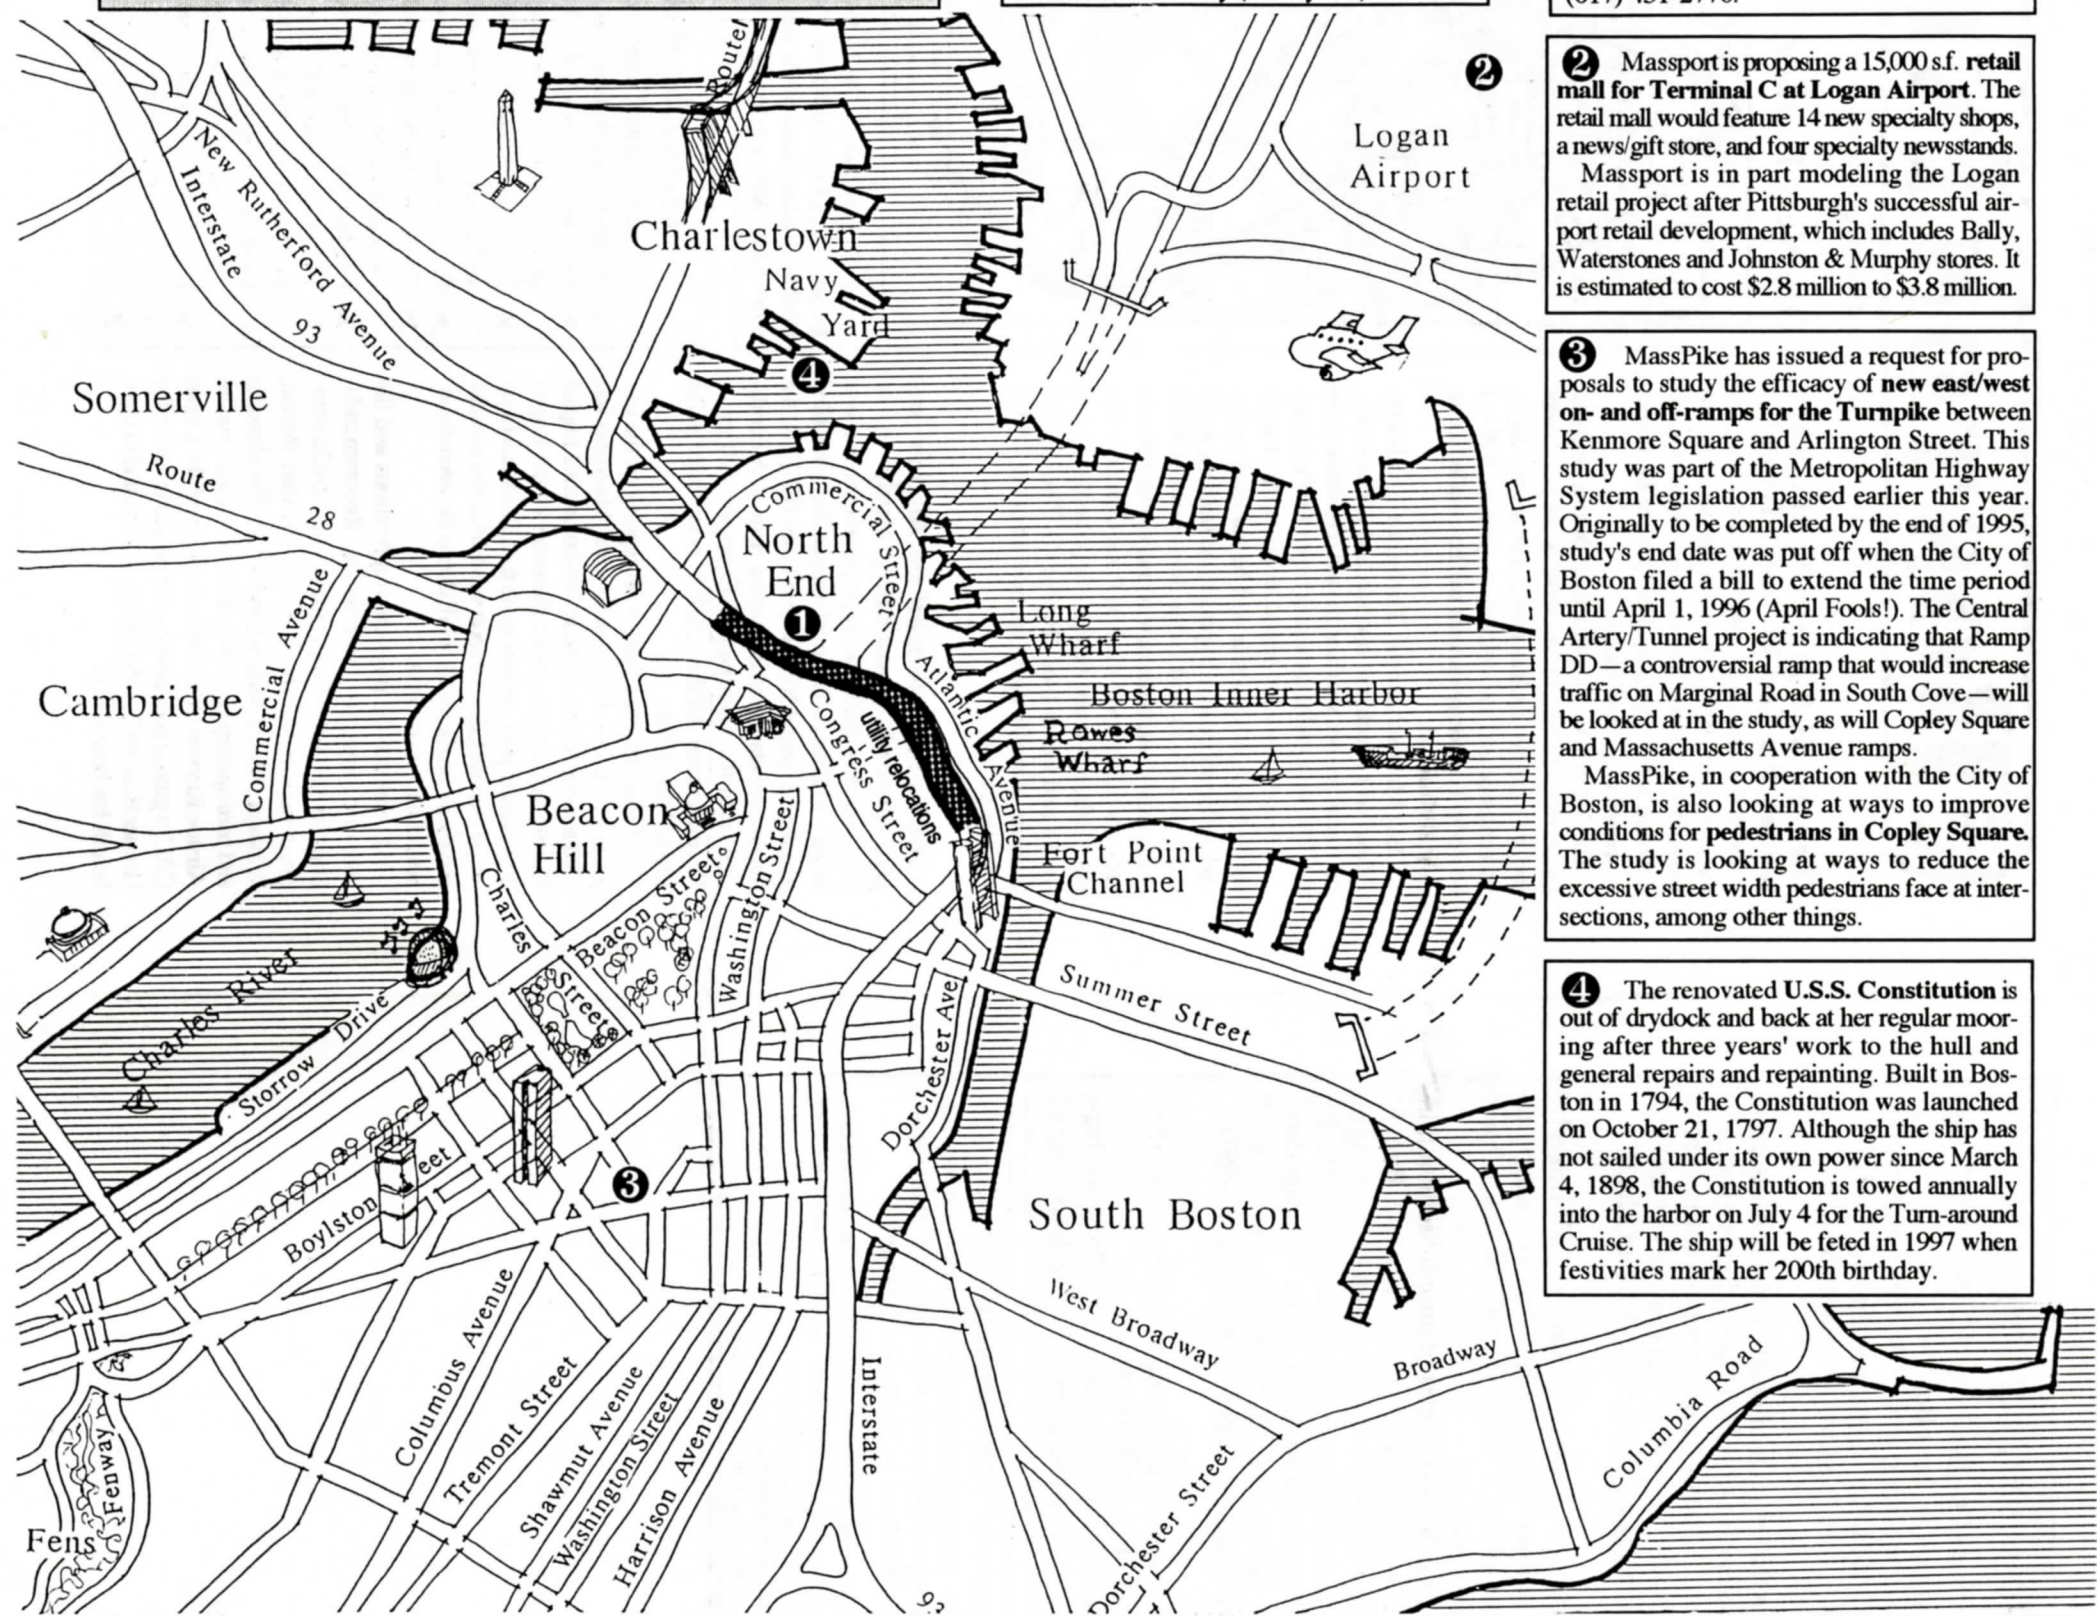 Router
New Rutherford Avenue
Interstate
93
Charlestown
Navy
Yard
4
Logan
Airport
2
Somerville
Route
28
Commercial Avenue
Cambridge
Commercial Street
North
End
1
Long
Wharf
Atlantic
Avenue
Boston Inner Harbor
Rowes
Wharf
Congress Street
utility relocations
Beacon
Hill
Beacon Street
Charles
Street
Washington Street
Fort Point
Channel
Summer Street
Dorchester Ave
Charles River
Storrow Drive
Boylston
eet
3
South Boston
West Broadway
Broadway
Columbia Road
Dorchester Street
Columbus Avenue
Tremont Street
Shawmut Avenue
Washington Street
Harrison Avenue
Interstate
93
Fenway
Fens
2 Massport is proposing a 15,000 s.f. retail
mall for Terminal C at Logan Airport. The
retail mall would feature 14 new specialty shops,
a news/gift store, and four specialty newsstands.
Massport is in part modeling the Logan
retail project after Pittsburgh's successful air-
port retail development, which includes Bally,
Waterstones and Johnston & Murphy stores. It
is estimated to cost $2.8 million to $3.8 million.
3 MassPike has issued a request for pro-
posals to study the efficacy of new east/west
on- and off-ramps for the Turnpike between
Kenmore Square and Arlington Street. This
study was part of the Metropolitan Highway
System legislation passed earlier this year.
Originally to be completed by the end of 1995,
study's end date was put off when the City of
Boston filed a bill to extend the time period
until April 1, 1996 (April Fools!). The Central
Artery/Tunnel project is indicating that Ramp
DD—a controversial ramp that would increase
traffic on Marginal Road in South Cove—will
be looked at in the study, as will Copley Square
and Massachusetts Avenue ramps.
MassPike, in cooperation with the City of
Boston, is also looking at ways to improve
conditions for pedestrians in Copley Square.
The study is looking at ways to reduce the
excessive street width pedestrians face at inter-
sections, among other things.
4 The renovated U.S.S. Constitution is
out of drydock and back at her regular moor-
ing after three years' work to the hull and
general repairs and repainting. Built in Bos-
ton in 1794, the Constitution was launched
on October 21, 1797. Although the ship has
not sailed under its own power since March
4, 1898, the Constitution is towed annually
into the harbor on July 4 for the Turn-around
Cruise. The ship will be feted in 1997 when
festivities mark her 200th birthday.